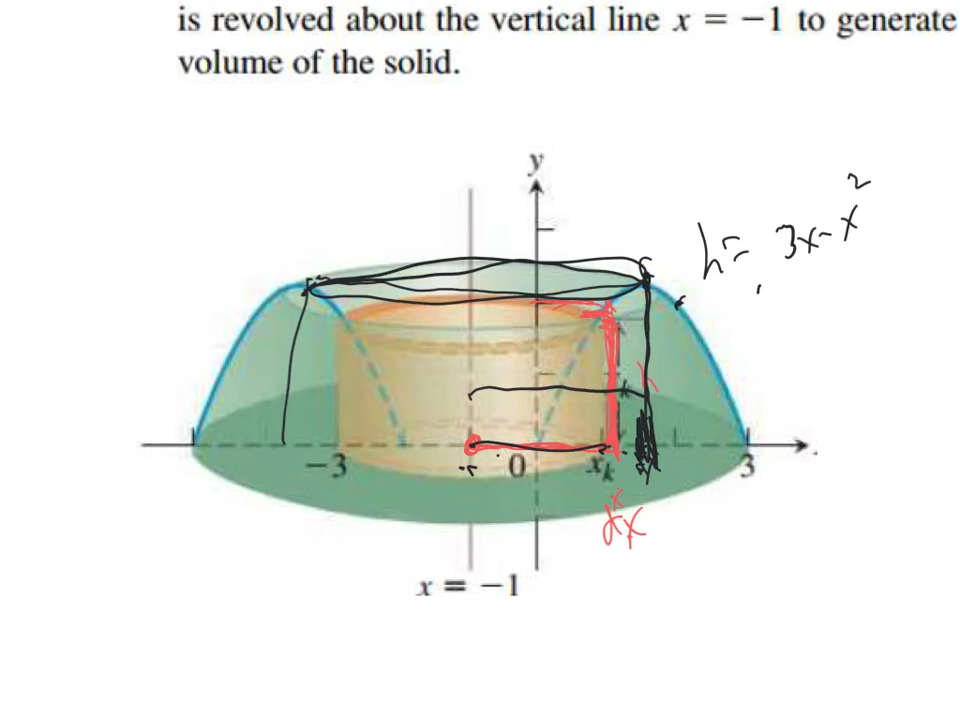 is revolved about the vertical line x = −1 to generate
volume of the solid.
y
h = 3x-x²
−3
0
xk
3
x
dx
x = −1